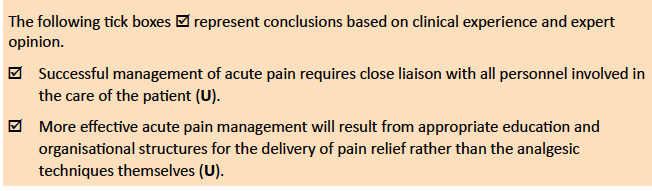 The following tick boxes ☑ represent conclusions based on clinical experience and expert
opinion.
☑ Successful management of acute pain requires close liaison with all personnel involved in
the care of the patient (U).
☑ More effective acute pain management will result from appropriate education and
organisational structures for the delivery of pain relief rather than the analgesic
techniques themselves (U).